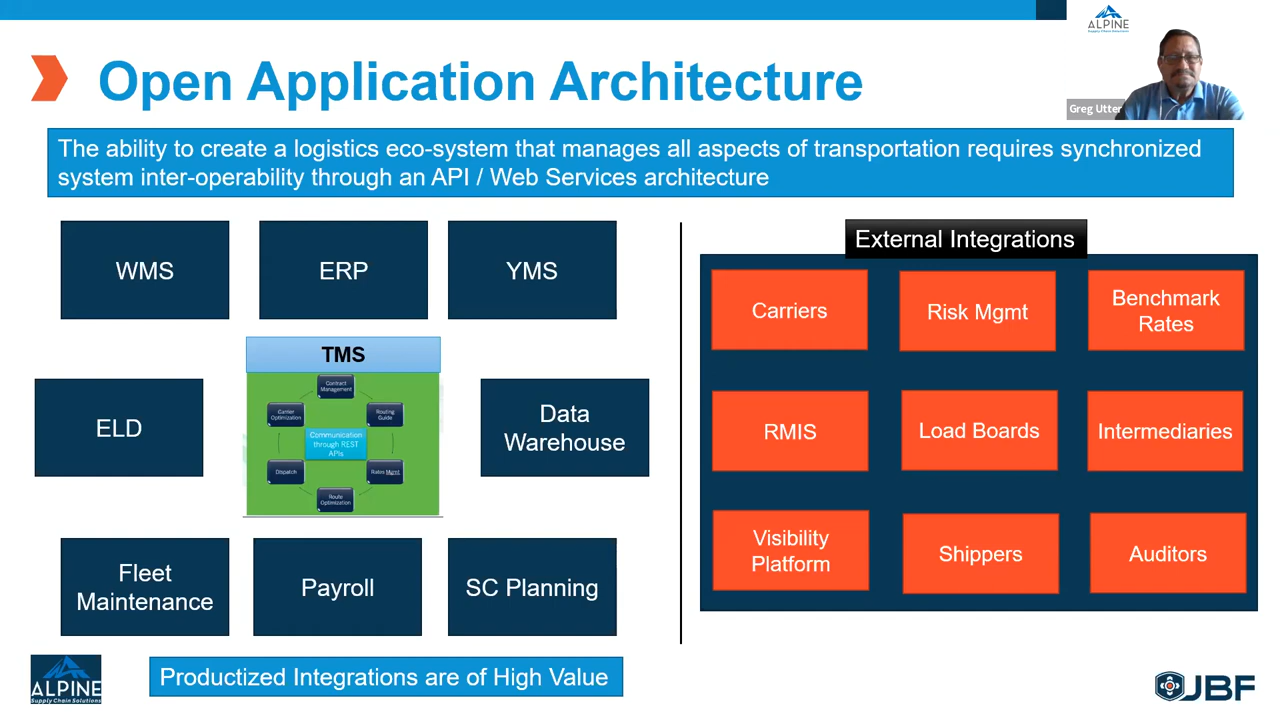 ALPINE
Supply Chain Solutions
Open Application Architecture
Greg Utter
The ability to create a logistics eco-system that manages all aspects of transportation requires synchronized
system inter-operability through an API / Web Services architecture
WMS
ERP
YMS
TMS
Contract
Management
Carrier
Optimization
Routing
Guide
Communication
through REST
APIs
Dispatch
Rates Mgmt
Route
Optimization
ELD
Data
Warehouse
Fleet
Maintenance
Payroll
SC Planning
External Integrations
Carriers
Risk Mgmt
Benchmark
Rates
RMIS
Load Boards
Intermediaries
Visibility
Platform
Shippers
Auditors
ALPINE
Supply Chain Solutions
Productized Integrations are of High Value
JBF